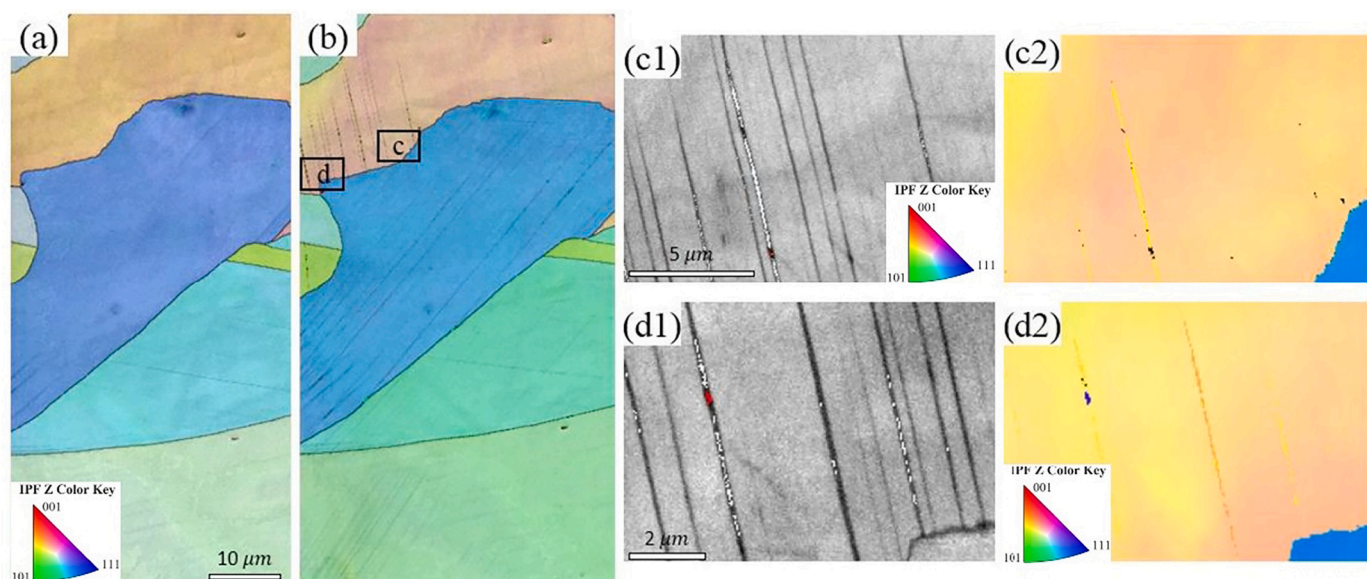 (a)
IPF Z Color Key
001
101
111
10 μm
(b)
c
d
(c1)
5 μm
IPF Z Color Key
001
101
111
(c2)
(d1)
2 μm
(d2)
IPF Z Color Key
001
101
111